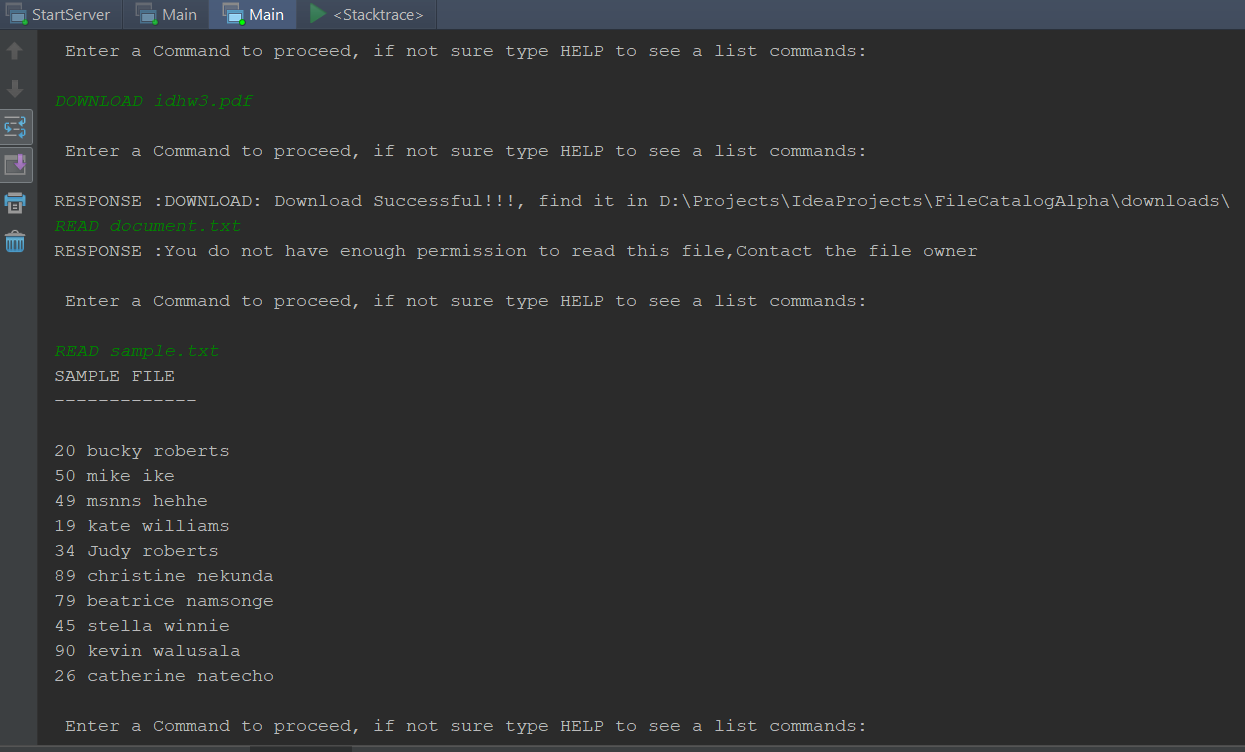 StartServer Main Main <Stacktrace>
Enter a Command to proceed, if not sure type HELP to see a list commands:
DOWNLOAD idhw3.pdf
Enter a Command to proceed, if not sure type HELP to see a list commands:
RESPONSE :DOWNLOAD: Download Successful!!!, find it in D:\Projects\IdeaProjects\FileCatalogAlpha\downloads\
READ document.txt
RESPONSE :You do not have enough permission to read this file,Contact the file owner
Enter a Command to proceed, if not sure type HELP to see a list commands:
READ sample.txt
SAMPLE FILE
-------------
20 bucky roberts
50 mike ike
49 msnns hehhe
19 kate williams
34 Judy roberts
89 christine nekunda
79 beatrice namsonge
45 stella winnie
90 kevin walusala
26 catherine natecho
Enter a Command to proceed, if not sure type HELP to see a list commands: